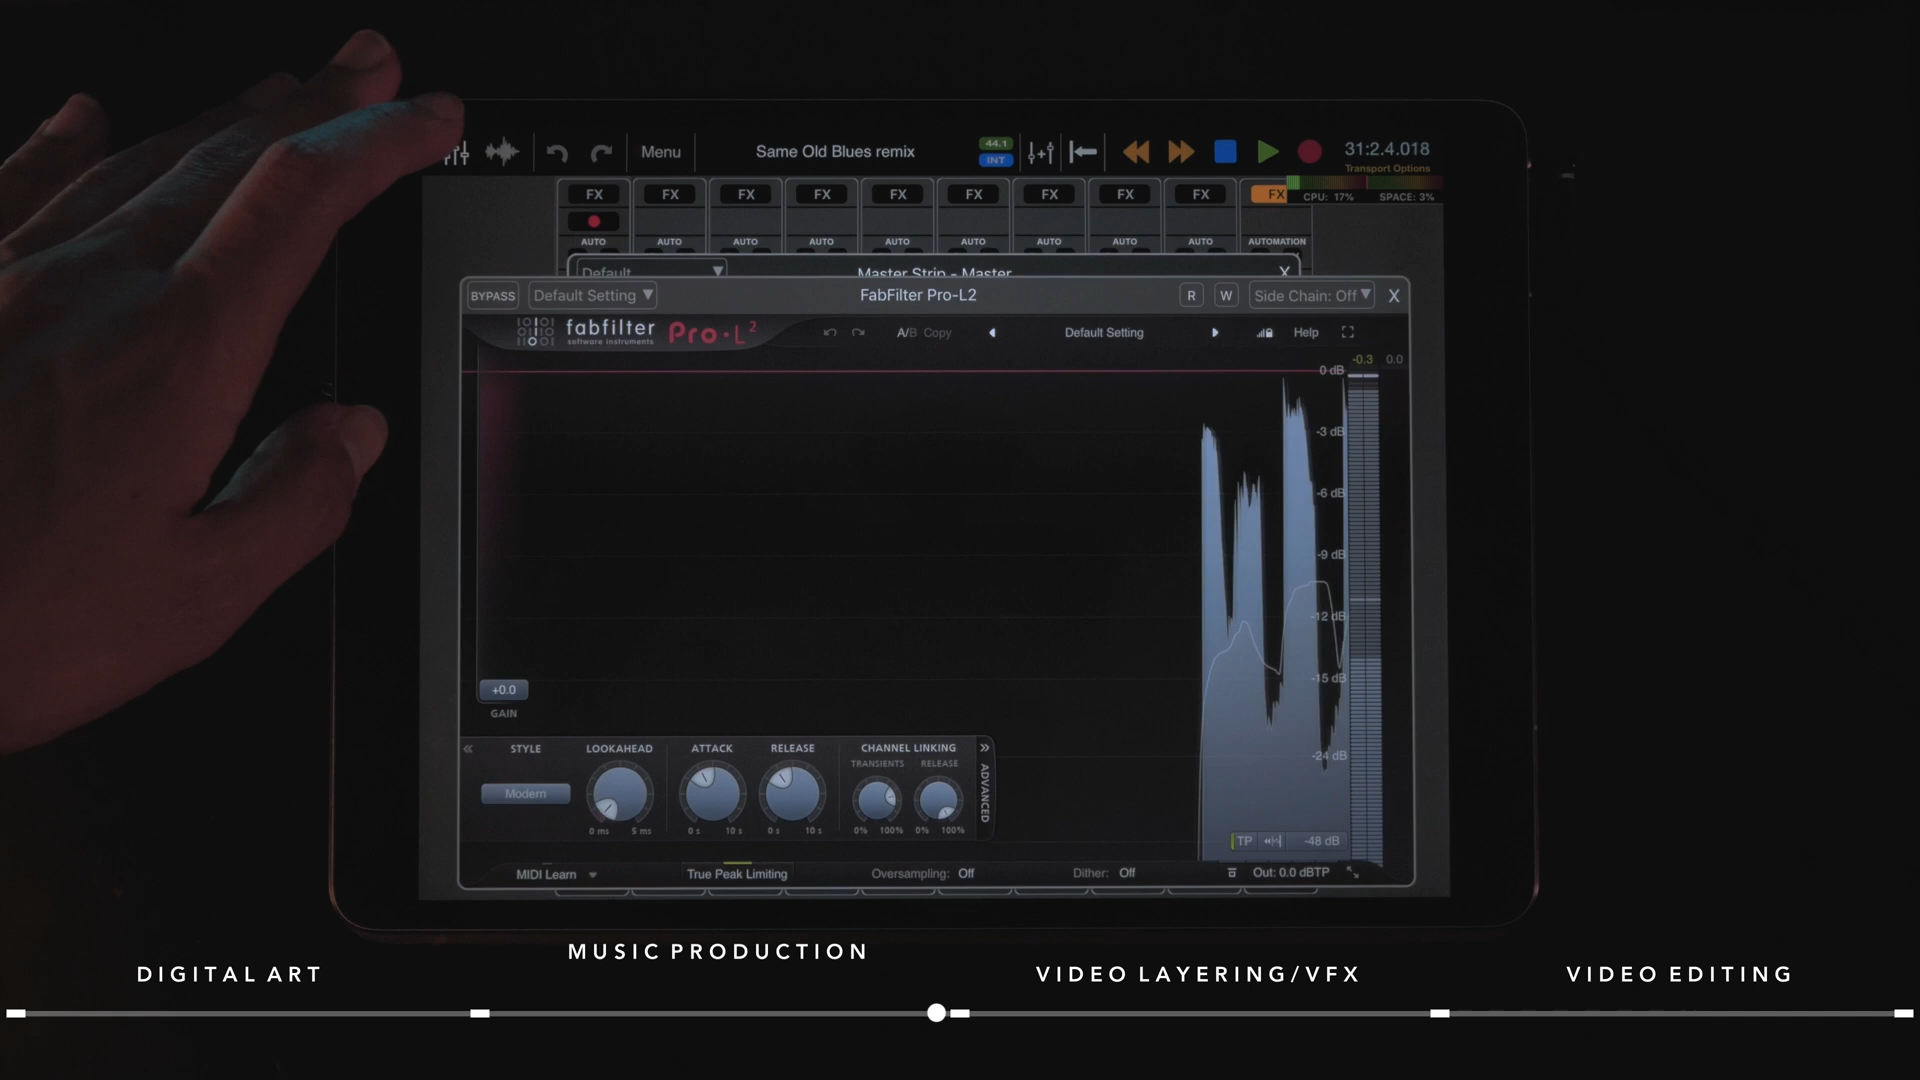 Menu
Same Old Blues remix
44.1
INT
31:2.4.018
Transport Options
FX FX FX FX FX FX FX FX FX FX
CPU: 17% SPACE: 3%
AUTO AUTO AUTO AUTO AUTO AUTO AUTO AUTO AUTO AUTOMATION
Default Master Strip - Master X
BYPASS Default Setting FabFilter Pro-L2 R W Side Chain: Off X
fabfilter Pro·L²
software instruments
A/B Copy Default Setting Help
-0.3 0.0
0 dB
-3 dB
-6 dB
-9 dB
-12 dB
-15 dB
-24 dB
+0.0
GAIN
STYLE LOOKAHEAD ATTACK RELEASE CHANNEL LINKING
TRANSIENTS RELEASE
Modern
ADVANCED
0 ms 5 ms 0 s 10 s 0 s 10 s 0% 100% 0% 100%
TP -48 dB
MIDI Learn True Peak Limiting Oversampling: Off Dither: Off Out: 0.0 dBTP
MUSIC PRODUCTION
DIGITAL ART VIDEO LAYERING/VFX VIDEO EDITING